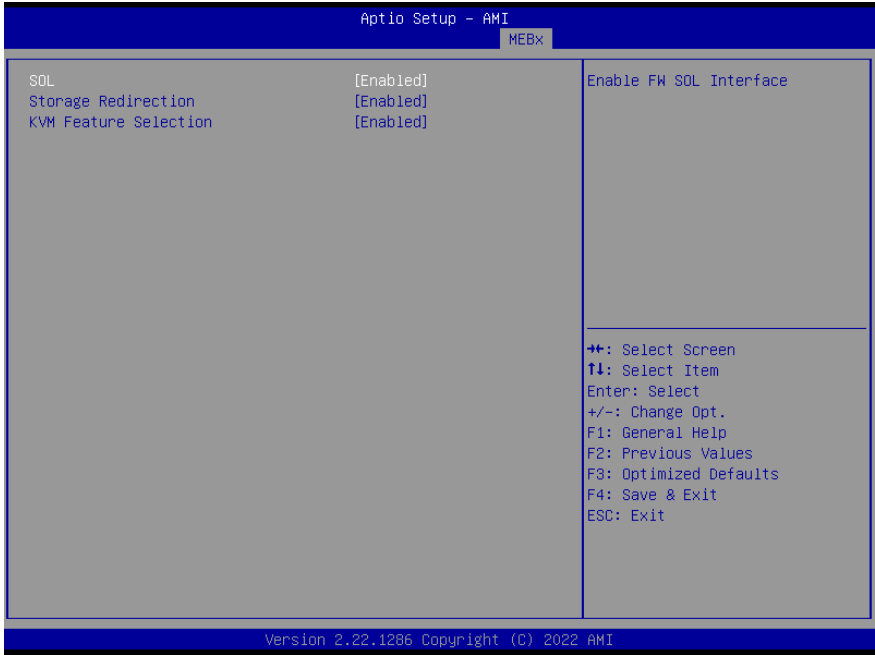 Aptio Setup - AMI
MEBx
SOL [Enabled]
Storage Redirection [Enabled]
KVM Feature Selection [Enabled]
Enable FW SOL Interface
→←: Select Screen
↑↓: Select Item
Enter: Select
+/-: Change Opt.
F1: General Help
F2: Previous Values
F3: Optimized Defaults
F4: Save & Exit
ESC: Exit
Version 2.22.1286 Copyright (C) 2022 AMI